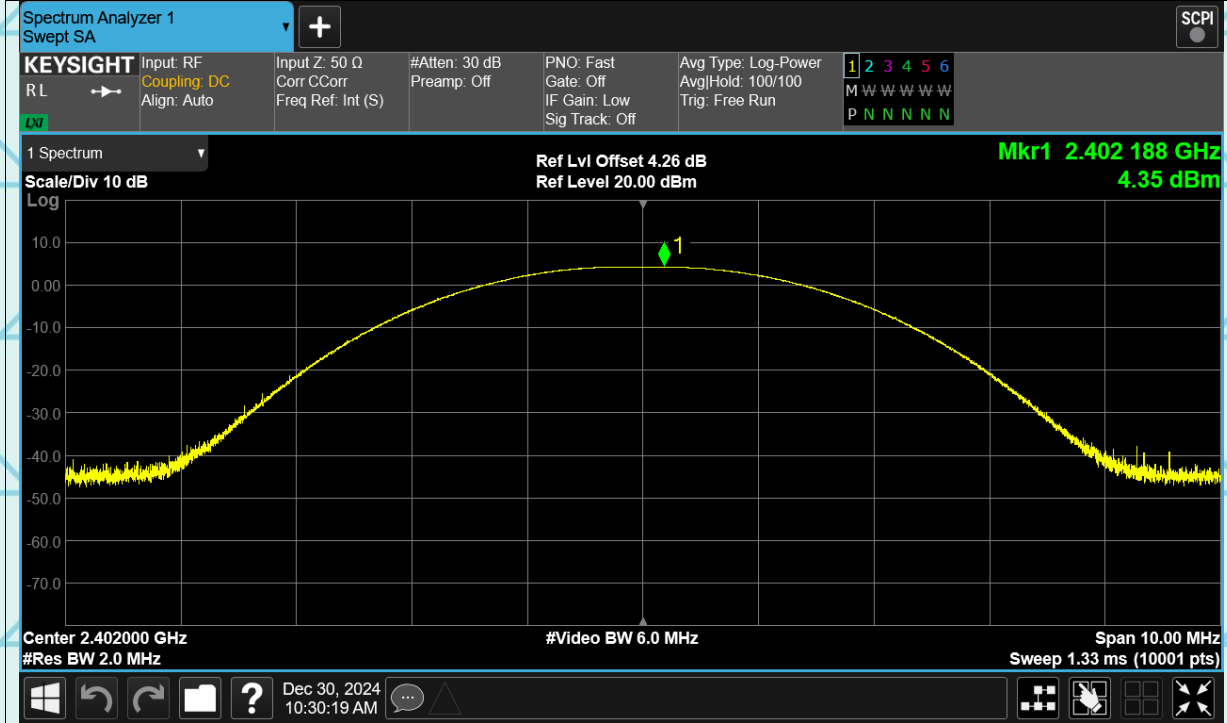 Spectrum Analyzer 1
Swept SA
SCPI
KEYSIGHT
RL
LXI
Input: RF
Coupling: DC
Align: Auto
Input Z: 50 Ω
Corr CCorr
Freq Ref: Int (S)
#Atten: 30 dB
Preamp: Off
PNO: Fast
Gate: Off
IF Gain: Low
Sig Track: Off
Avg Type: Log-Power
Avg|Hold: 100/100
Trig: Free Run
1 2 3 4 5 6
M W W W W W
P N N N N N
1 Spectrum
Scale/Div 10 dB
Log
Ref Lvl Offset 4.26 dB
Ref Level 20.00 dBm
Mkr1 2.402 188 GHz
4.35 dBm
1
10.0
0.00
-10.0
-20.0
-30.0
-40.0
-50.0
-60.0
-70.0
Center 2.402000 GHz
#Res BW 2.0 MHz
#Video BW 6.0 MHz
Span 10.00 MHz
Sweep 1.33 ms (10001 pts)
?
Dec 30, 2024
10:30:19 AM